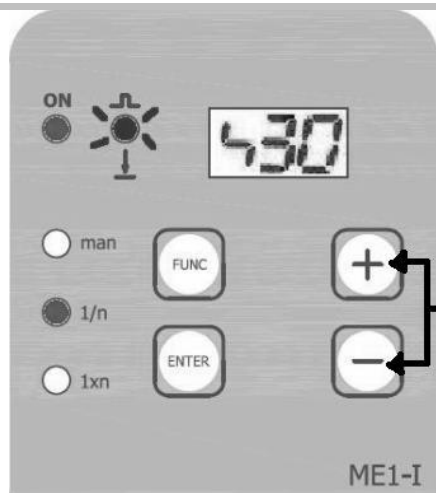 ON
430
man
FUNC
+
1/n
ENTER
−
1xn
ME1-I